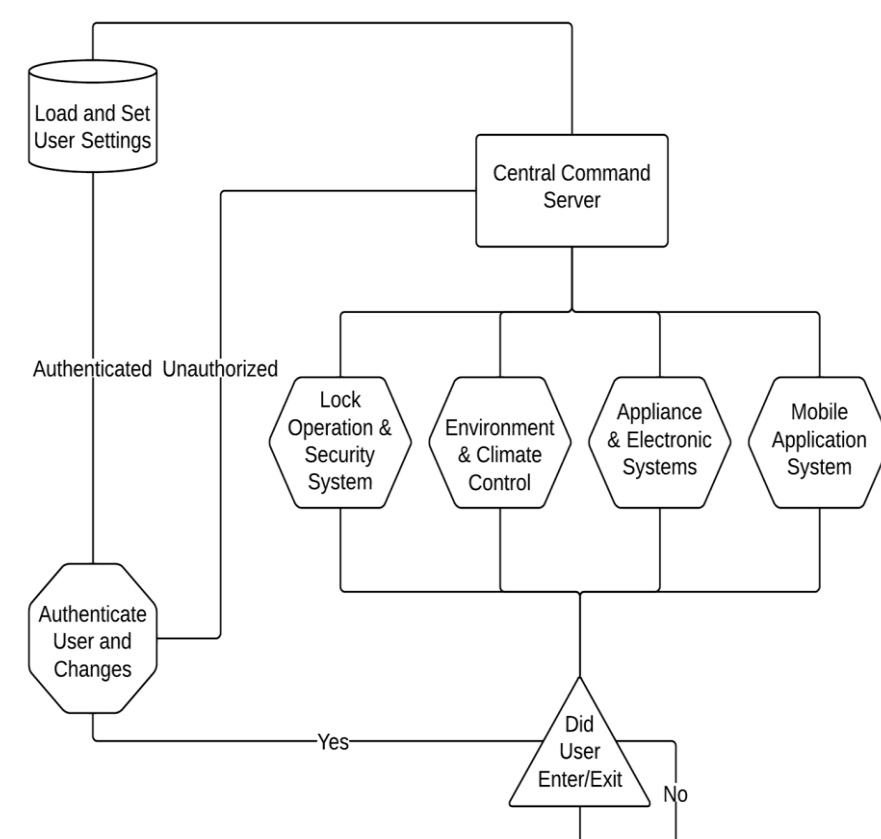 Load and Set
User Settings
Central Command
Server
Authenticated
Unauthorized
Lock
Operation &
Security
System
Environment
& Climate
Control
Appliance
& Electronic
Systems
Mobile
Application
System
Authenticate
User and
Changes
Yes
Did
User
Enter/Exit
No